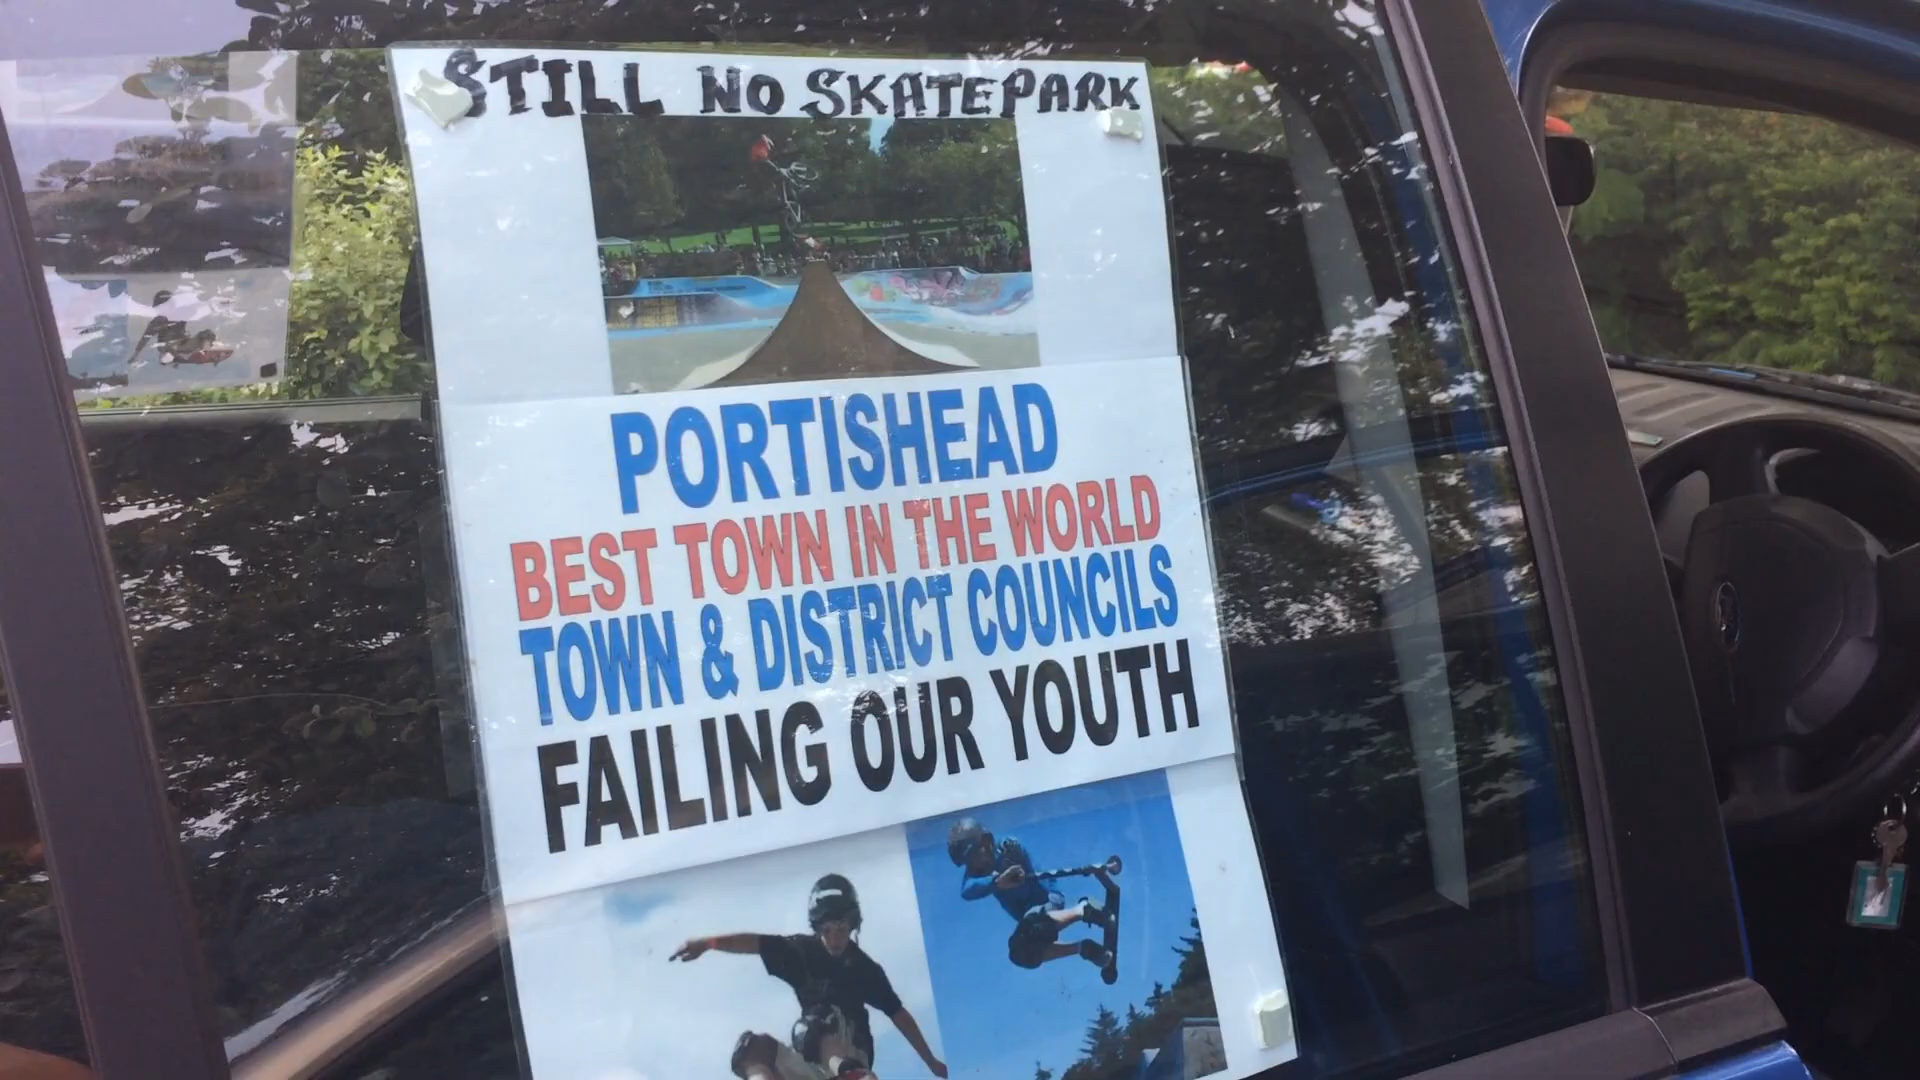 STILL NO SKATEPARK
PORTISHEAD
BEST TOWN IN THE WORLD
TOWN & DISTRICT COUNCILS
FAILING OUR YOUTH